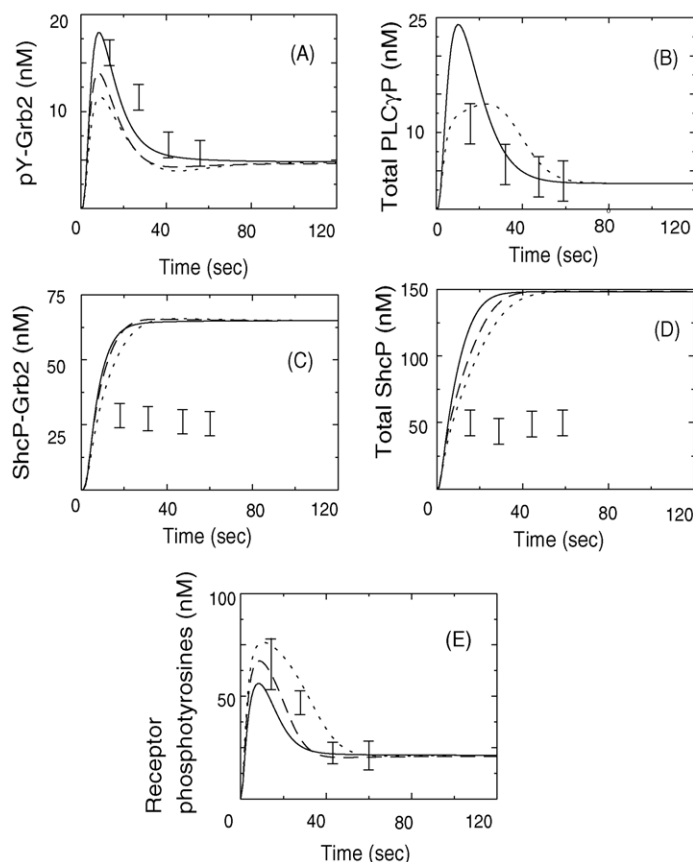 20
10
pY-Grb2 (nM)
(A)
0
40
80
120
Time (sec)
25
10
Total PLCγP (nM)
(B)
0
40
80
120
Time (sec)
75
50
25
ShcP-Grb2 (nM)
(C)
0
40
80
120
Time (sec)
150
100
50
Total ShcP (nM)
(D)
0
40
80
120
Time (sec)
100
50
Receptor
phosphotyrosines (nM)
(E)
0
40
80
120
Time (sec)